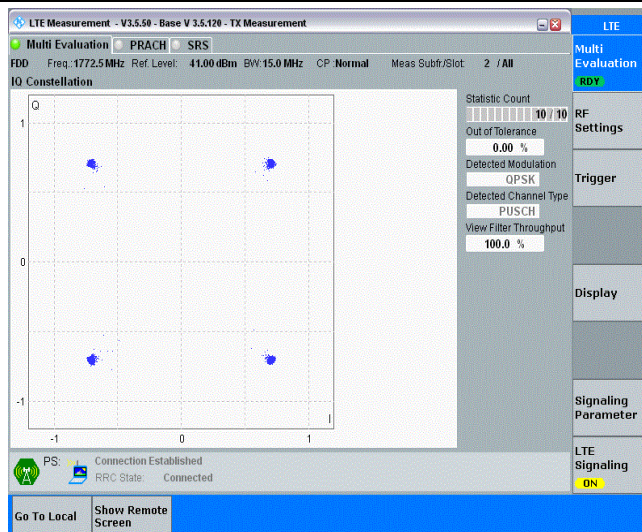 LTE Measurement - V3.5.50 - Base V 3.5.120 - TX Measurement
LTE
Multi Evaluation PRACH SRS
FDD Freq.:1772.5 MHz Ref. Level: 41.00 dBm BW:15.0 MHz CP :Normal Meas Subfr/Slot: 2 / All
IQ Constellation
Q
1
0
-1
-1 0 1
I
Statistic Count
10 / 10
Out of Tolerance
0.00 %
Detected Modulation
QPSK
Detected Channel Type
PUSCH
View Filter Throughput
100.0 %
Multi
Evaluation
RDY
RF
Settings
Trigger
Display
Signaling
Parameter
LTE
Signaling
ON
PS: Connection Established
RRC State: Connected
Go To Local
Show Remote
Screen